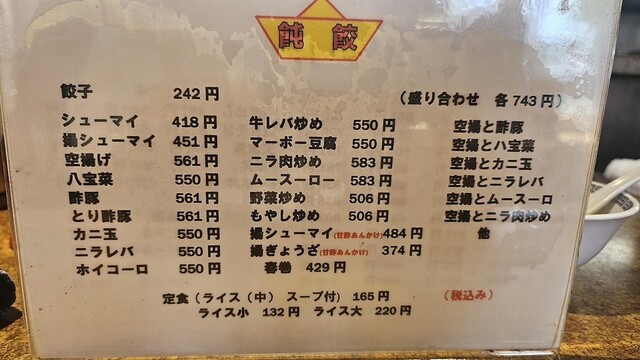 飩餃
餃子 242円
（盛り合わせ 各743円）
シューマイ 418円
揚シューマイ 451円
空揚げ 561円
八宝菜 550円
酢豚 561円
とり酢豚 561円
カニ玉 550円
ニラレバ 550円
ホイコーロ 550円
牛レバ炒め 550円
マーボー豆腐 550円
ニラ肉炒め 583円
ムースーロー 583円
野菜炒め 506円
もやし炒め 506円
揚シューマイ(甘酢あんかけ)484円
揚ぎょうざ(甘酢あんかけ) 374円
春巻 429円
空揚と酢豚
空揚と八宝菜
空揚とカニ玉
空揚とニラレバ
空揚とムースーロ
空揚とニラ肉炒め
他
定食（ライス（中） スープ付) 165円 （税込み）
ライス小 132円 ライス大 220円